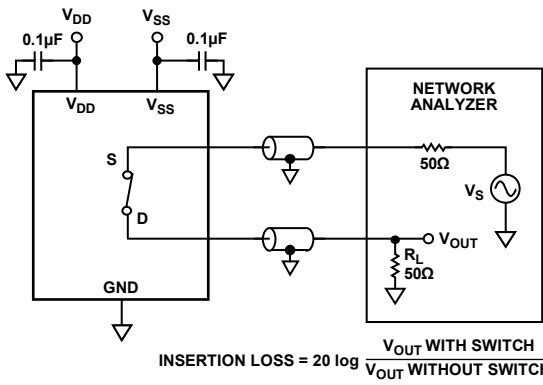 V_DD
V_SS
0.1µF
0.1µF
V_DD
V_SS
NETWORK
ANALYZER
S
D
50Ω
V_S
V_OUT
R_L
50Ω
GND
INSERTION LOSS = 20 log V_OUT WITH SWITCH
V_OUT WITHOUT SWITCH